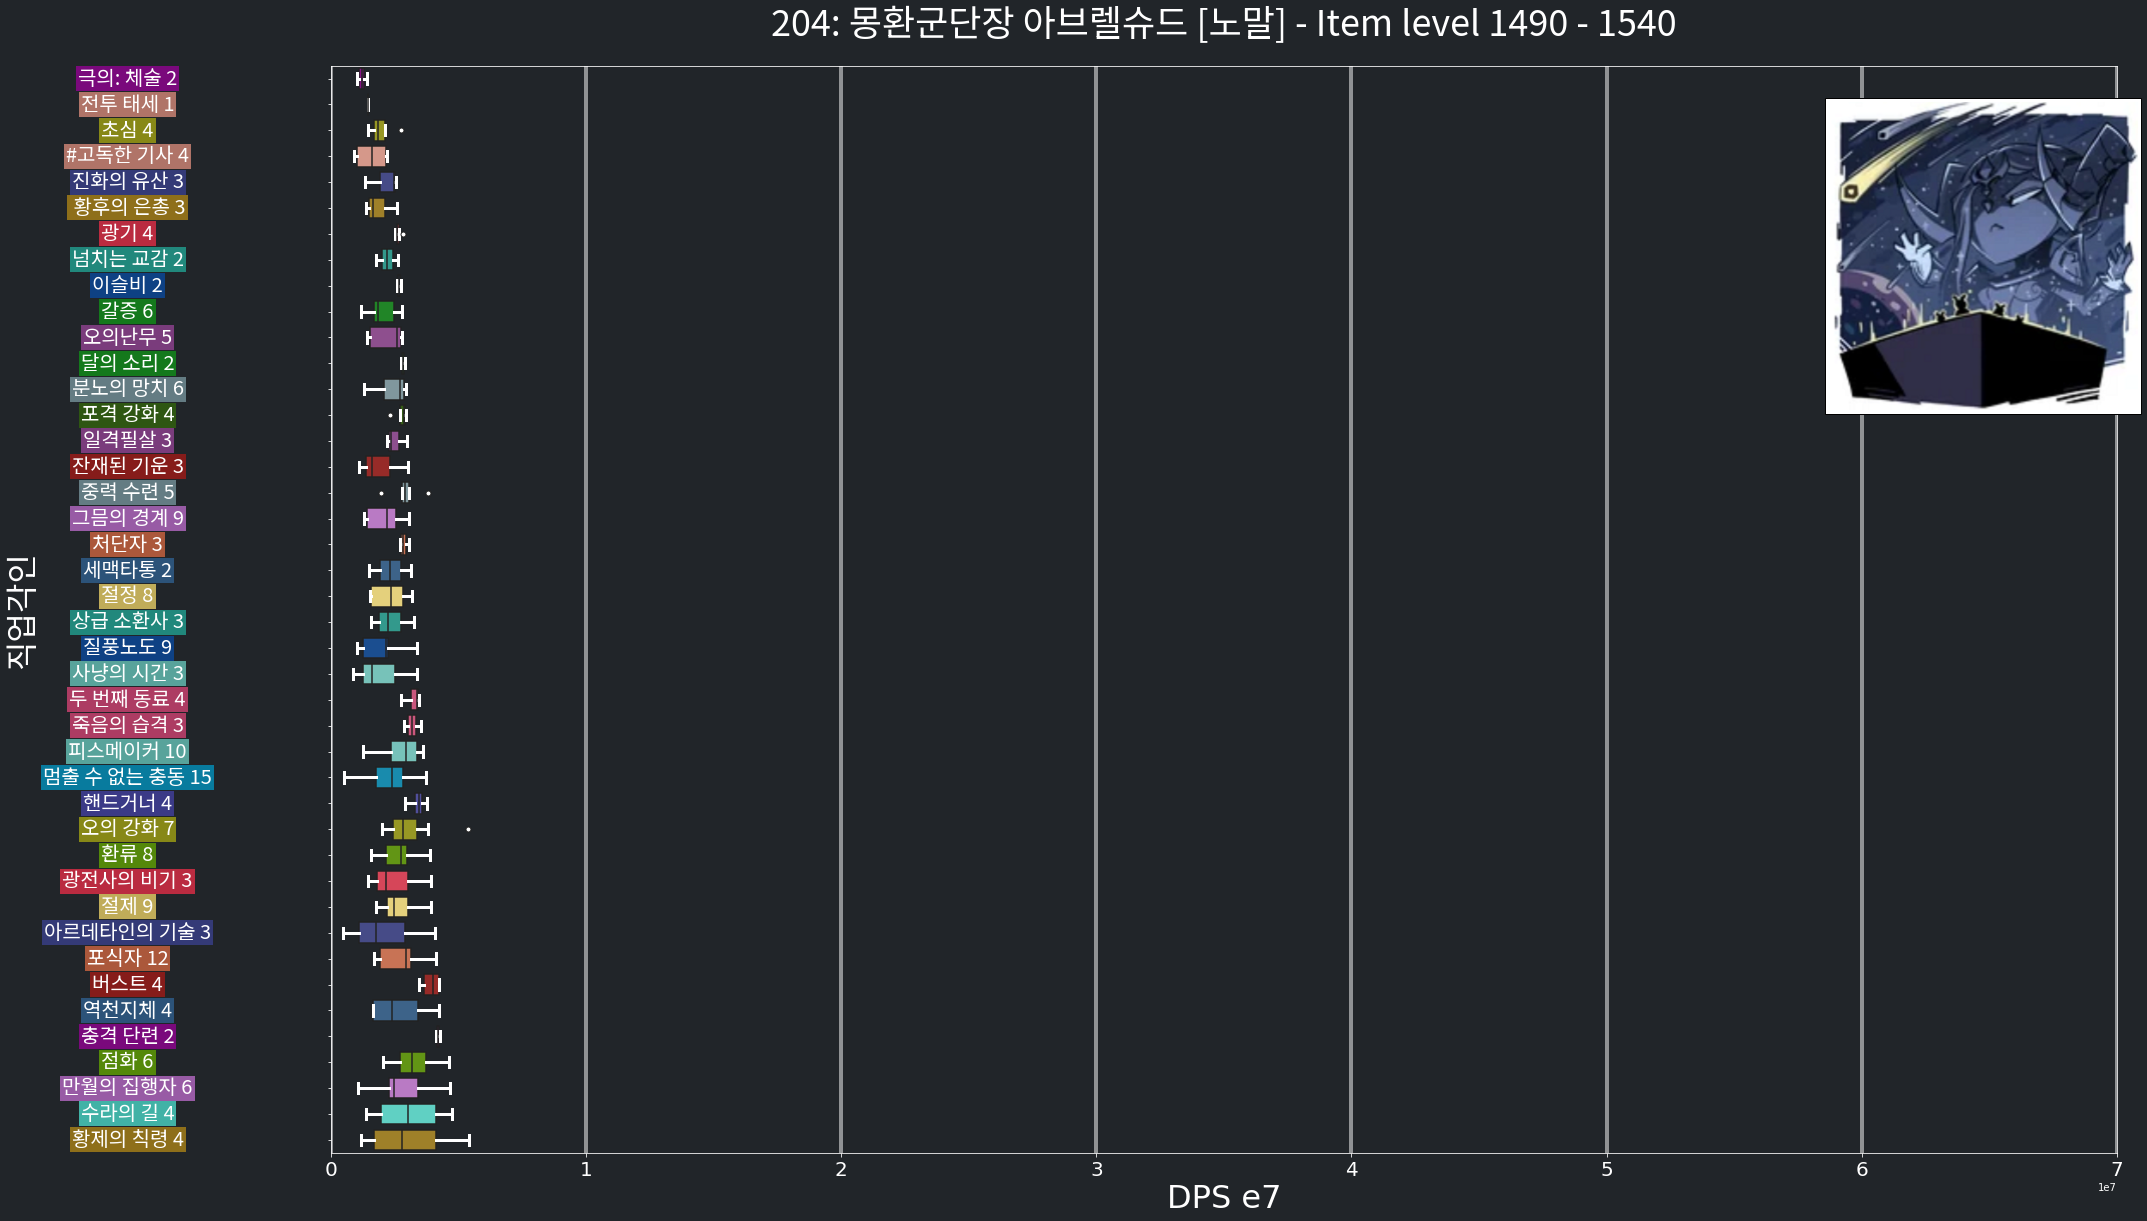 204: 몽환군단장 아브렐슈드 [노말] - Item level 1490 - 1540
극의: 체술 2
전투 태세 1
초심 4
#고독한 기사 4
진화의 유산 3
황후의 은총 3
광기 4
넘치는 교감 2
이슬비 2
갈증 6
오의난무 5
달의 소리 2
분노의 망치 6
포격 강화 4
일격필살 3
잔재된 기운 3
중력 수련 5
그믐의 경계 9
처단자 3
세맥타통 2
절정 8
상급 소환사 3
질풍노도 9
사냥의 시간 3
두 번째 동료 4
죽음의 습격 3
피스메이커 10
멈출 수 없는 충동 15
핸드거너 4
오의 강화 7
환류 8
광전사의 비기 3
절제 9
아르데타인의 기술 3
포식자 12
버스트 4
역천지체 4
충격 단련 2
점화 6
만월의 집행자 6
수라의 길 4
황제의 칙령 4
직업각인
0 1 2 3 4 5 6 7
1e7
DPS e7